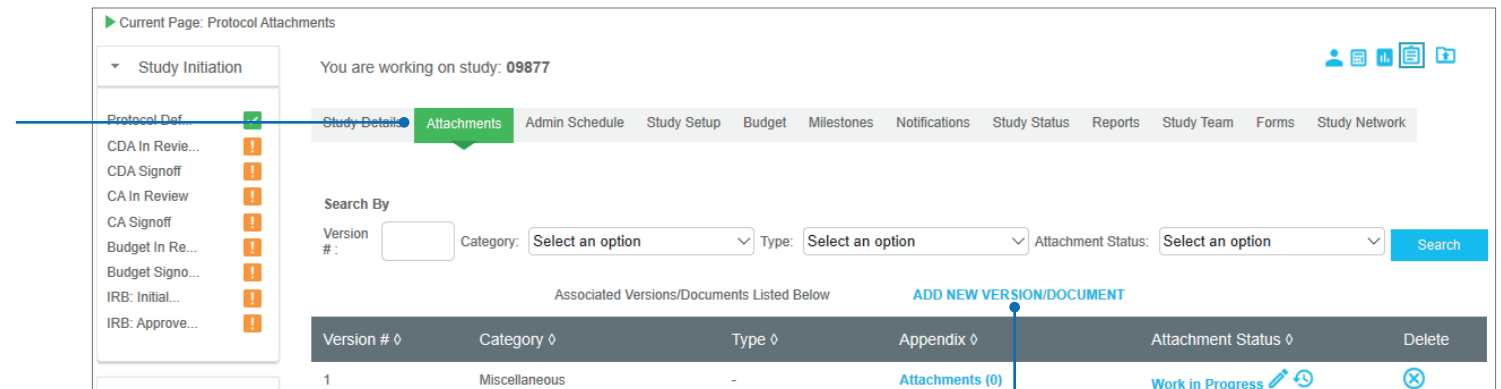 Current Page: Protocol Attachments
Study Initiation
You are working on study: 09877
Protocol Def...
CDA In Revie...
CDA Signoff
CA In Review
CA Signoff
Budget In Re...
Budget Signo...
IRB: Initial...
IRB: Approve...
Study Details Attachments Admin Schedule Study Setup Budget Milestones Notifications Study Status Reports Study Team Forms Study Network
Search By
Version # : Category: Select an option Type: Select an option Attachment Status: Select an option Search
Associated Versions/Documents Listed Below ADD NEW VERSION/DOCUMENT
Version # ◊ Category ◊ Type ◊ Appendix ◊ Attachment Status ◊ Delete
1 Miscellaneous - Attachments (0) Work in Progress